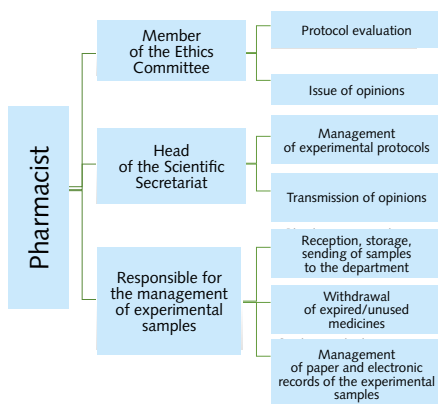 Pharmacist
Member
of the Ethics
Committee
Protocol evaluation
Issue of opinions
Head
of the Scientific
Secretariat
Management
of experimental protocols
Transmission of opinions
Responsible for
the management
of experimental
samples
Reception, storage,
sending of samples
to the department
Withdrawal
of expired/unused
medicines
Management
of paper and electronic
records of the experimental
samples